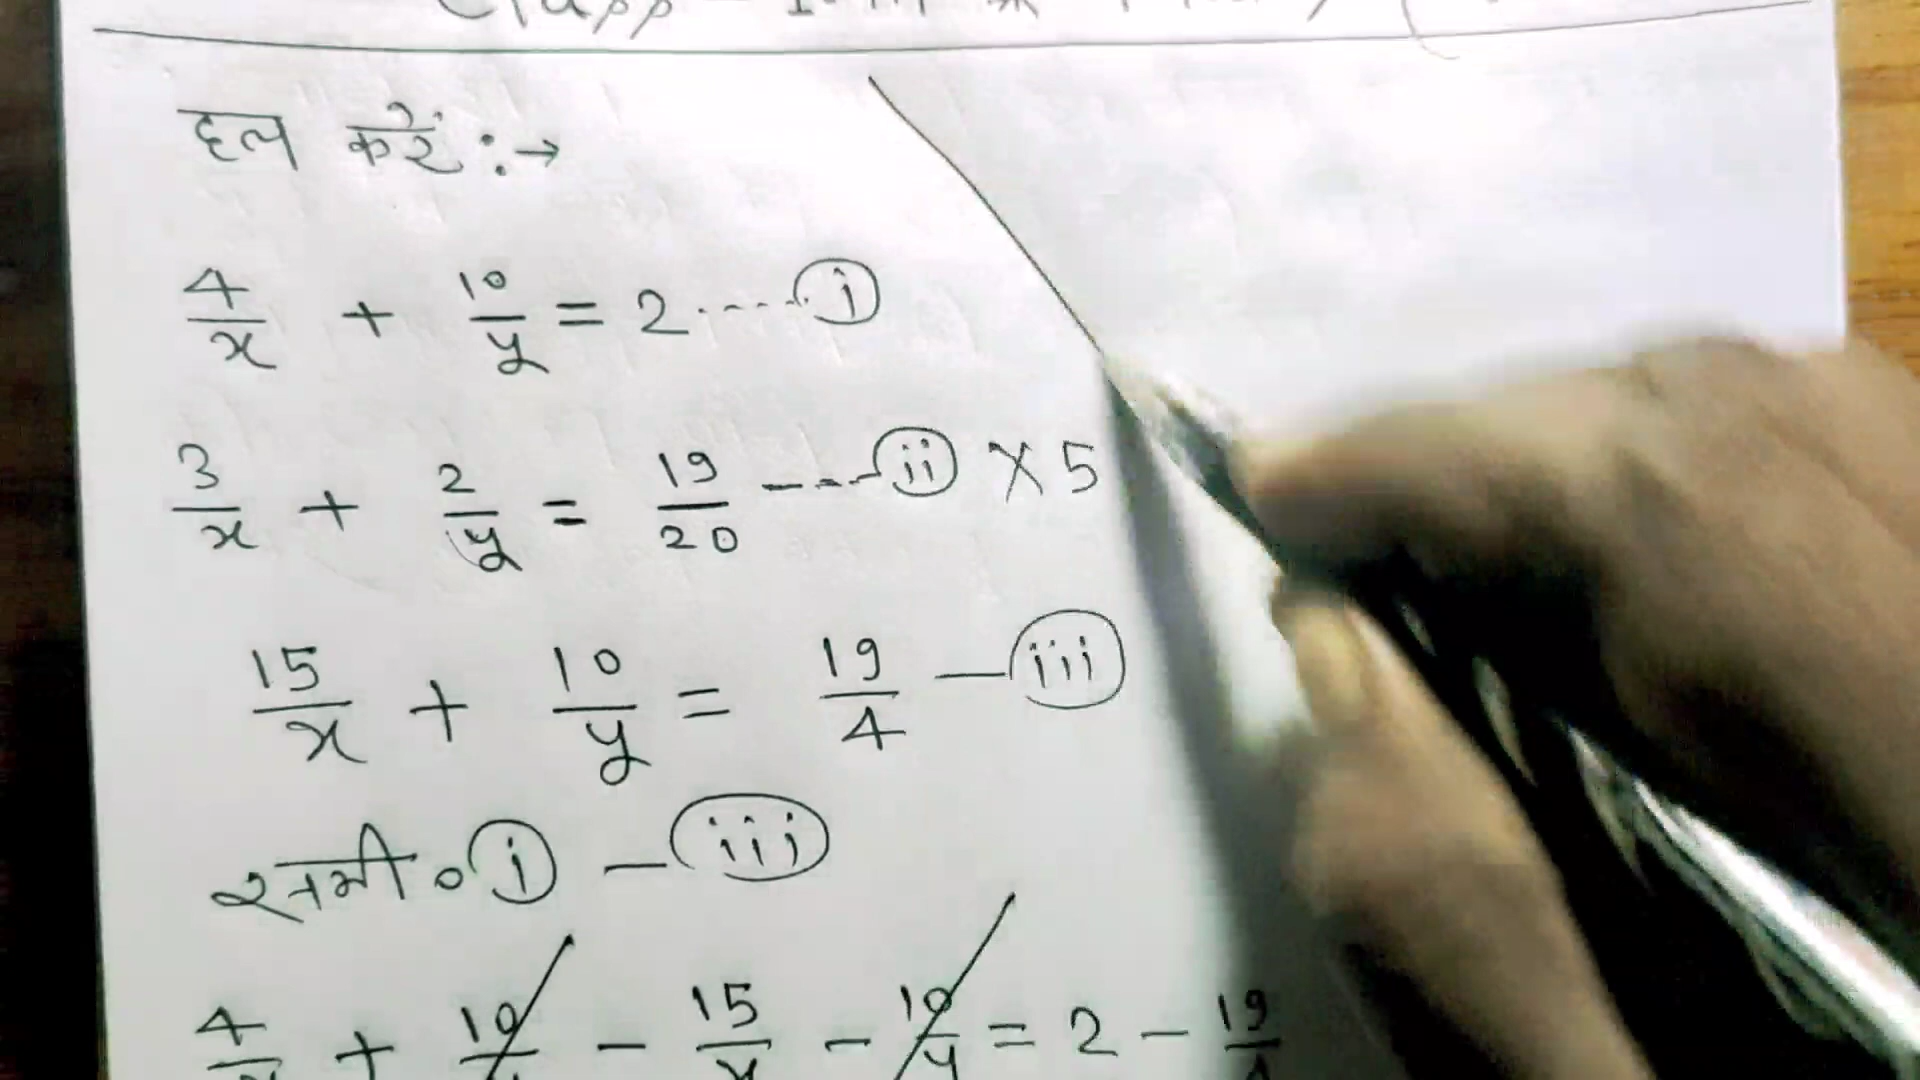 हल करें :→
4/x + 10/y = 2 ---- (i)
3/x + 2/y = 19/20 ---- (ii) × 5
15/x + 10/y = 19/4 — (iii)
समी० (i) — (iii)
4/x + 10/y - 15/x - 10/y = 2 - 19/4